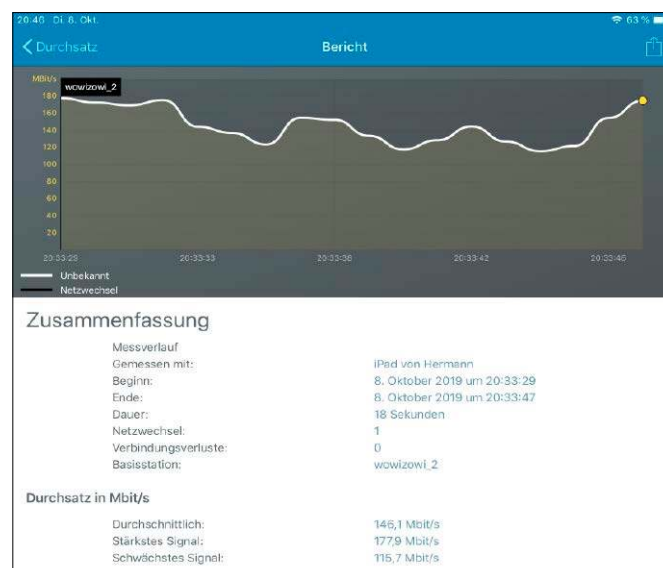 20:46 Di. 8. Okt. 63 %
Durchsatz Bericht
MBit/s
wowizowi_2
180
160
140
120
100
80
60
40
20
20:33:29 20:33:33 20:33:38 20:33:42 20:33:46
Unbekannt
Netzwechsel
Zusammenfassung
Messverlauf
Gemessen mit: iPad von Hermann
Beginn: 8. Oktober 2019 um 20:33:29
Ende: 8. Oktober 2019 um 20:33:47
Dauer: 18 Sekunden
Netzwechsel: 1
Verbindungsverluste: 0
Basisstation: wowizowi_2
Durchsatz in Mbit/s
Durchschnittlich: 146,1 Mbit/s
Stärkstes Signal: 177,9 Mbit/s
Schwächstes Signal: 115,7 Mbit/s